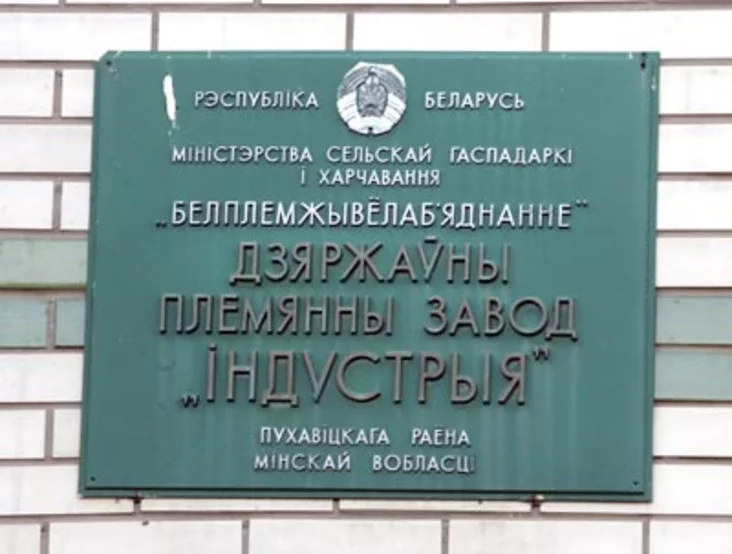 РЭСПУБЛІКА БЕЛАРУСЬ
МІНІСТЭРСТВА СЕЛЬСКАЙ ГАСПАДАРКІ
І ХАРЧАВАННЯ
„БЕЛПЛЕМЖЫВЁЛАБ'ЯДНАННЕ"
ДЗЯРЖАЎНЫ
ПЛЕМЯННЫ ЗАВОД
„ІНДУСТРЫЯ"
ПУХАВІЦКАГА РАЁНА
МІНСКАЙ ВОБЛАСЦІ